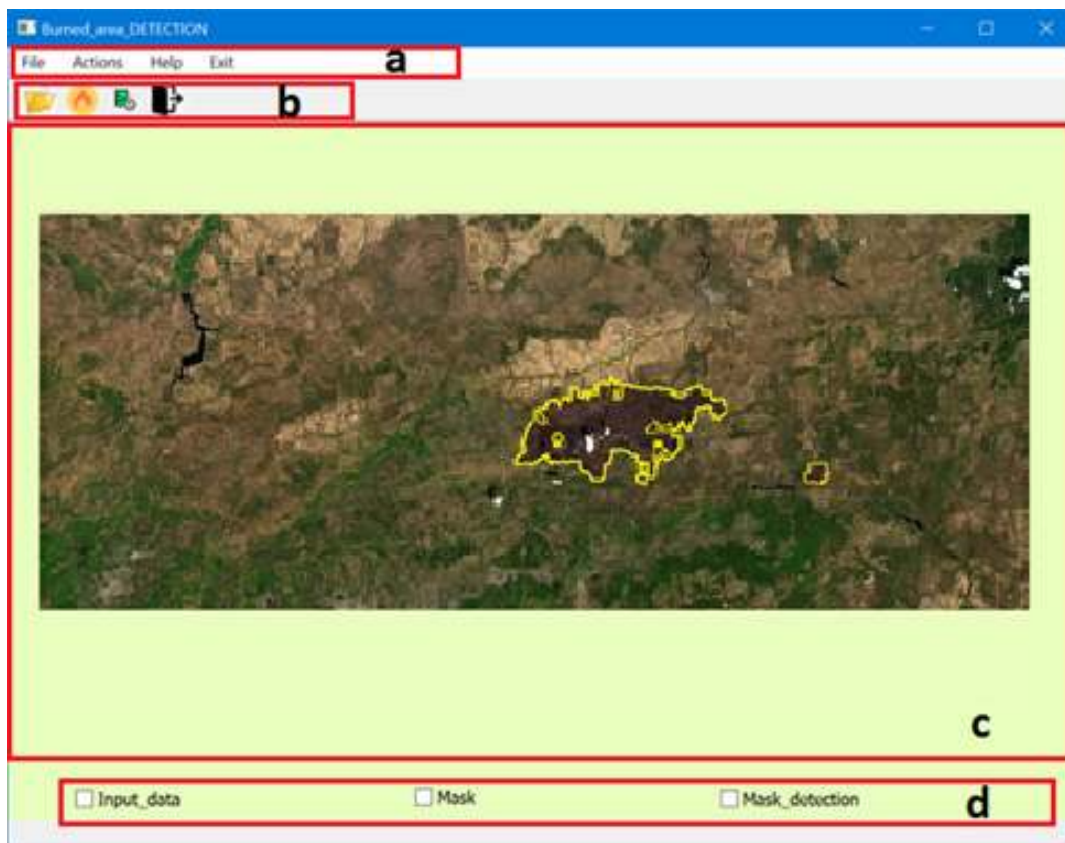 Burned_area_DETECTION
File Actions Help Exit a
b
c
Input_data Mask Mask_detection d